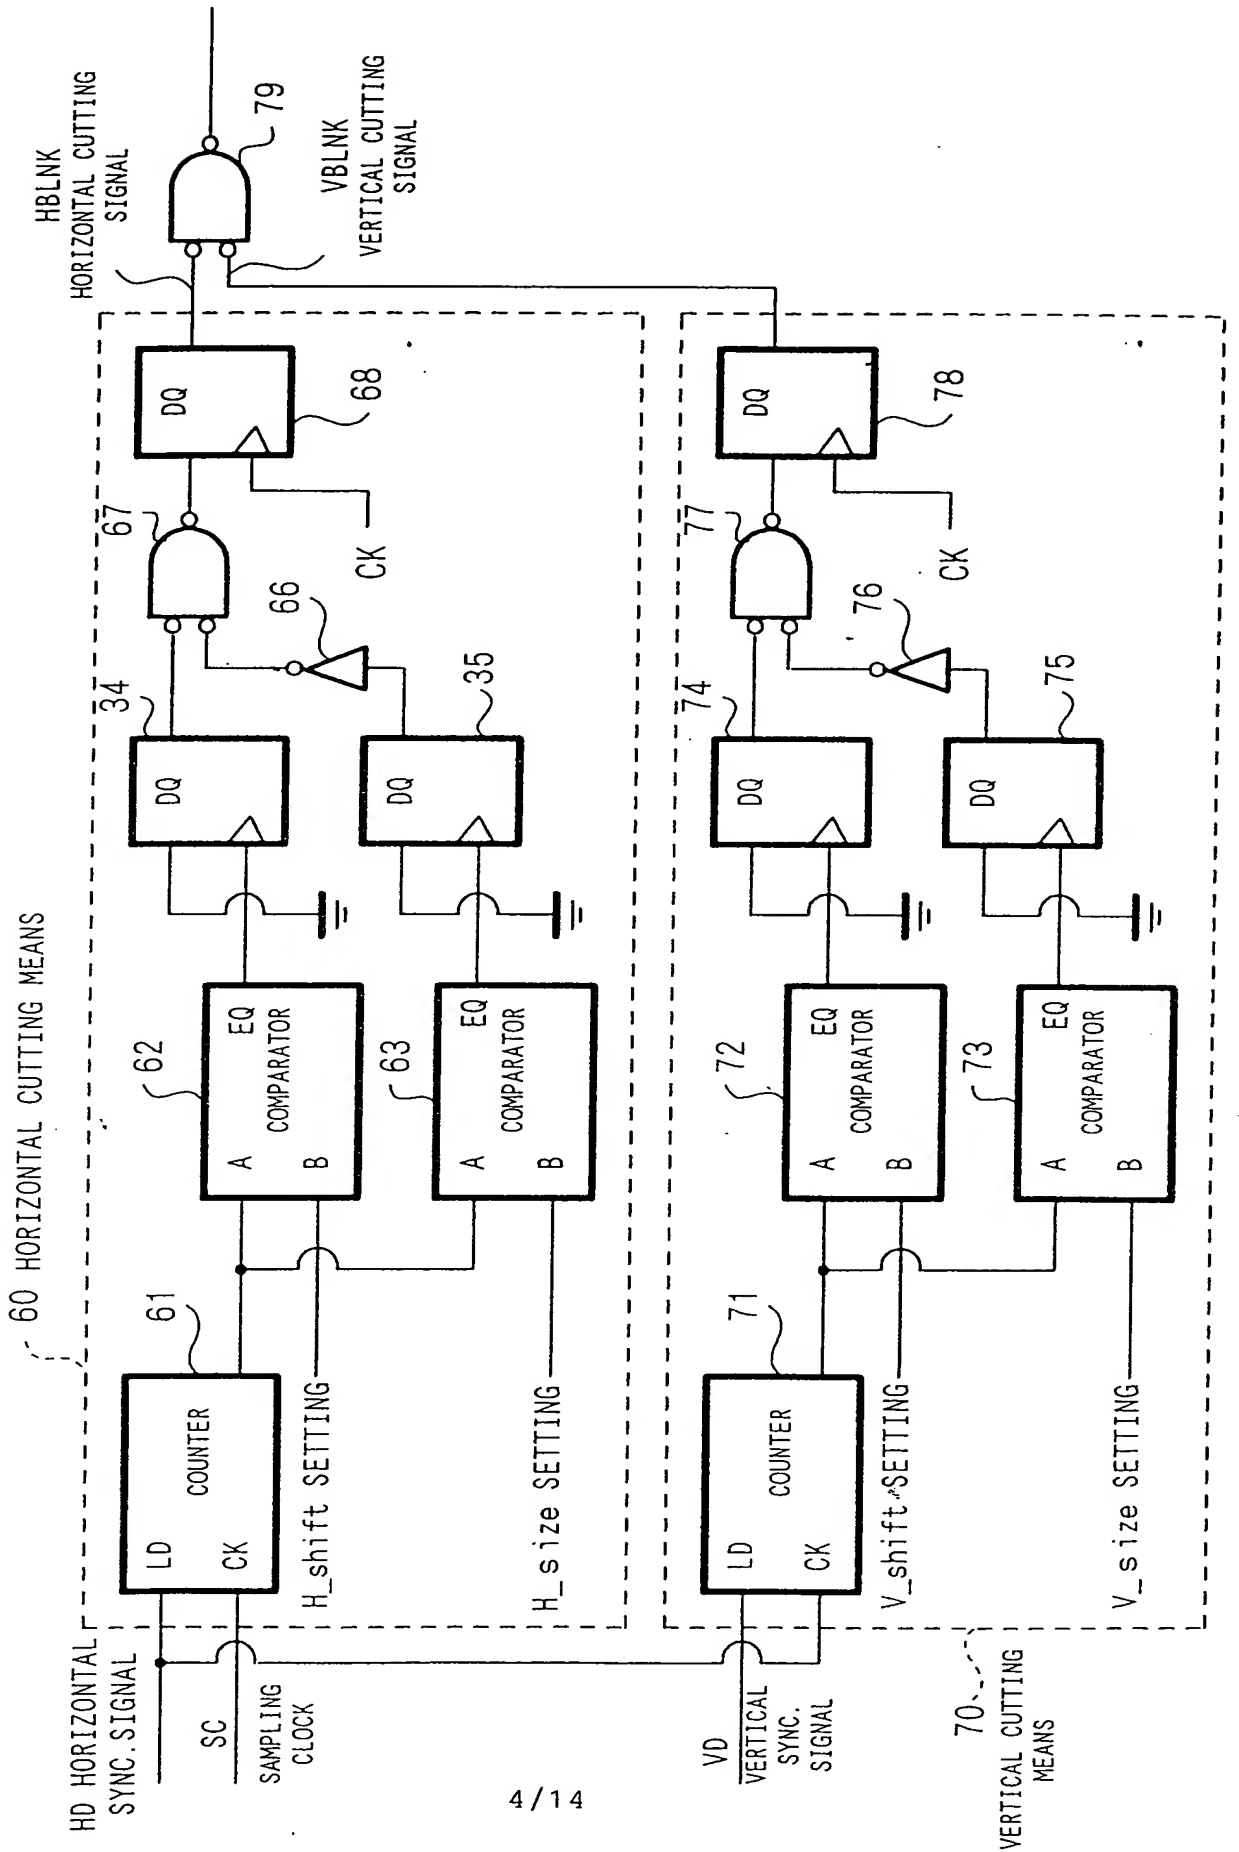 60 HORIZONTAL CUTTING MEANS
HD HORIZONTAL
SYNC.SIGNAL
SC
SAMPLING
CLOCK
LD
CK
COUNTER
61
H_shift SETTING
H_size SETTING
A
B
EQ
COMPARATOR
62
A
B
EQ
COMPARATOR
63
DQ
34
DQ
35
66
67
CK
DQ
68
HBLNK
HORIZONTAL CUTTING
SIGNAL
79
VBLNK
VERTICAL CUTTING
SIGNAL
VD
VERTICAL
SYNC.
SIGNAL
70
VERTICAL CUTTING
MEANS
LD
CK
COUNTER
71
V_shift SETTING
V_size SETTING
A
B
EQ
COMPARATOR
72
A
B
EQ
COMPARATOR
73
DQ
74
DQ
75
76
77
CK
DQ
78
4/14